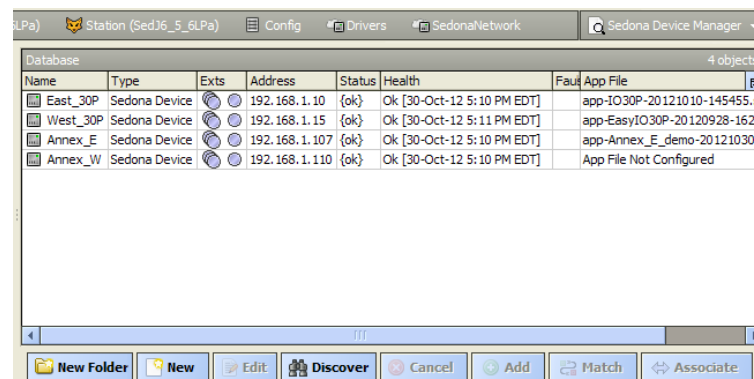 LPa) Station (SedJ6_5_6LPa) Config Drivers SedonaNetwork Sedona Device Manager
Database 4 objects
Name Type Exts Address Status Health Faul App File
East_30P Sedona Device 192.168.1.10 {ok} Ok [30-Oct-12 5:10 PM EDT] app-IO30P-20121010-145455.
West_30P Sedona Device 192.168.1.15 {ok} Ok [30-Oct-12 5:11 PM EDT] app-EasyIO30P-20120928-162
Annex_E Sedona Device 192.168.1.107 {ok} Ok [30-Oct-12 5:10 PM EDT] app-Annex_E_demo-20121030
Annex_W Sedona Device 192.168.1.110 {ok} Ok [30-Oct-12 5:10 PM EDT] App File Not Configured
New Folder New Edit Discover Cancel Add Match Associate